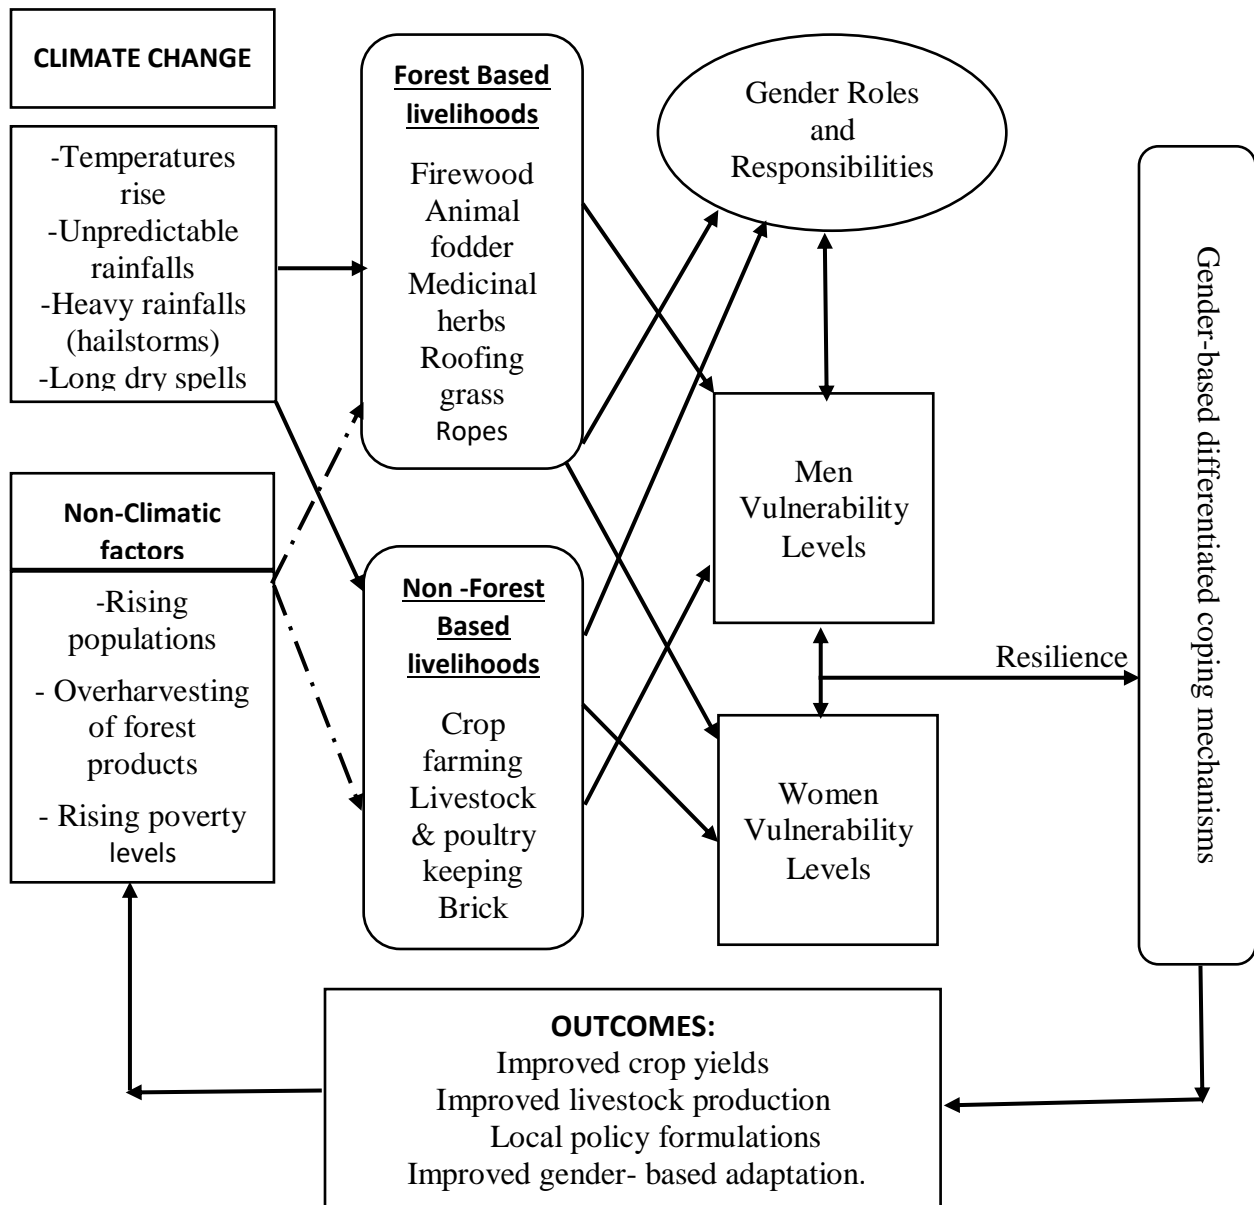 CLIMATE CHANGE
-Temperatures
rise
-Unpredictable
rainfalls
-Heavy rainfalls
(hailstorms)
-Long dry spells
Non-Climatic
factors
-Rising
populations
- Overharvesting
of forest
products
- Rising poverty
levels
Forest Based
livelihoods
Firewood
Animal
fodder
Medicinal
herbs
Roofing
grass
Ropes
Non -Forest
Based
livelihoods
Crop
farming
Livestock
& poultry
keeping
Brick
Gender Roles
and
Responsibilities
Men
Vulnerability
Levels
Women
Vulnerability
Levels
Resilience
Gender-based differentiated coping mechanisms
OUTCOMES:
Improved crop yields
Improved livestock production
Local policy formulations
Improved gender- based adaptation.